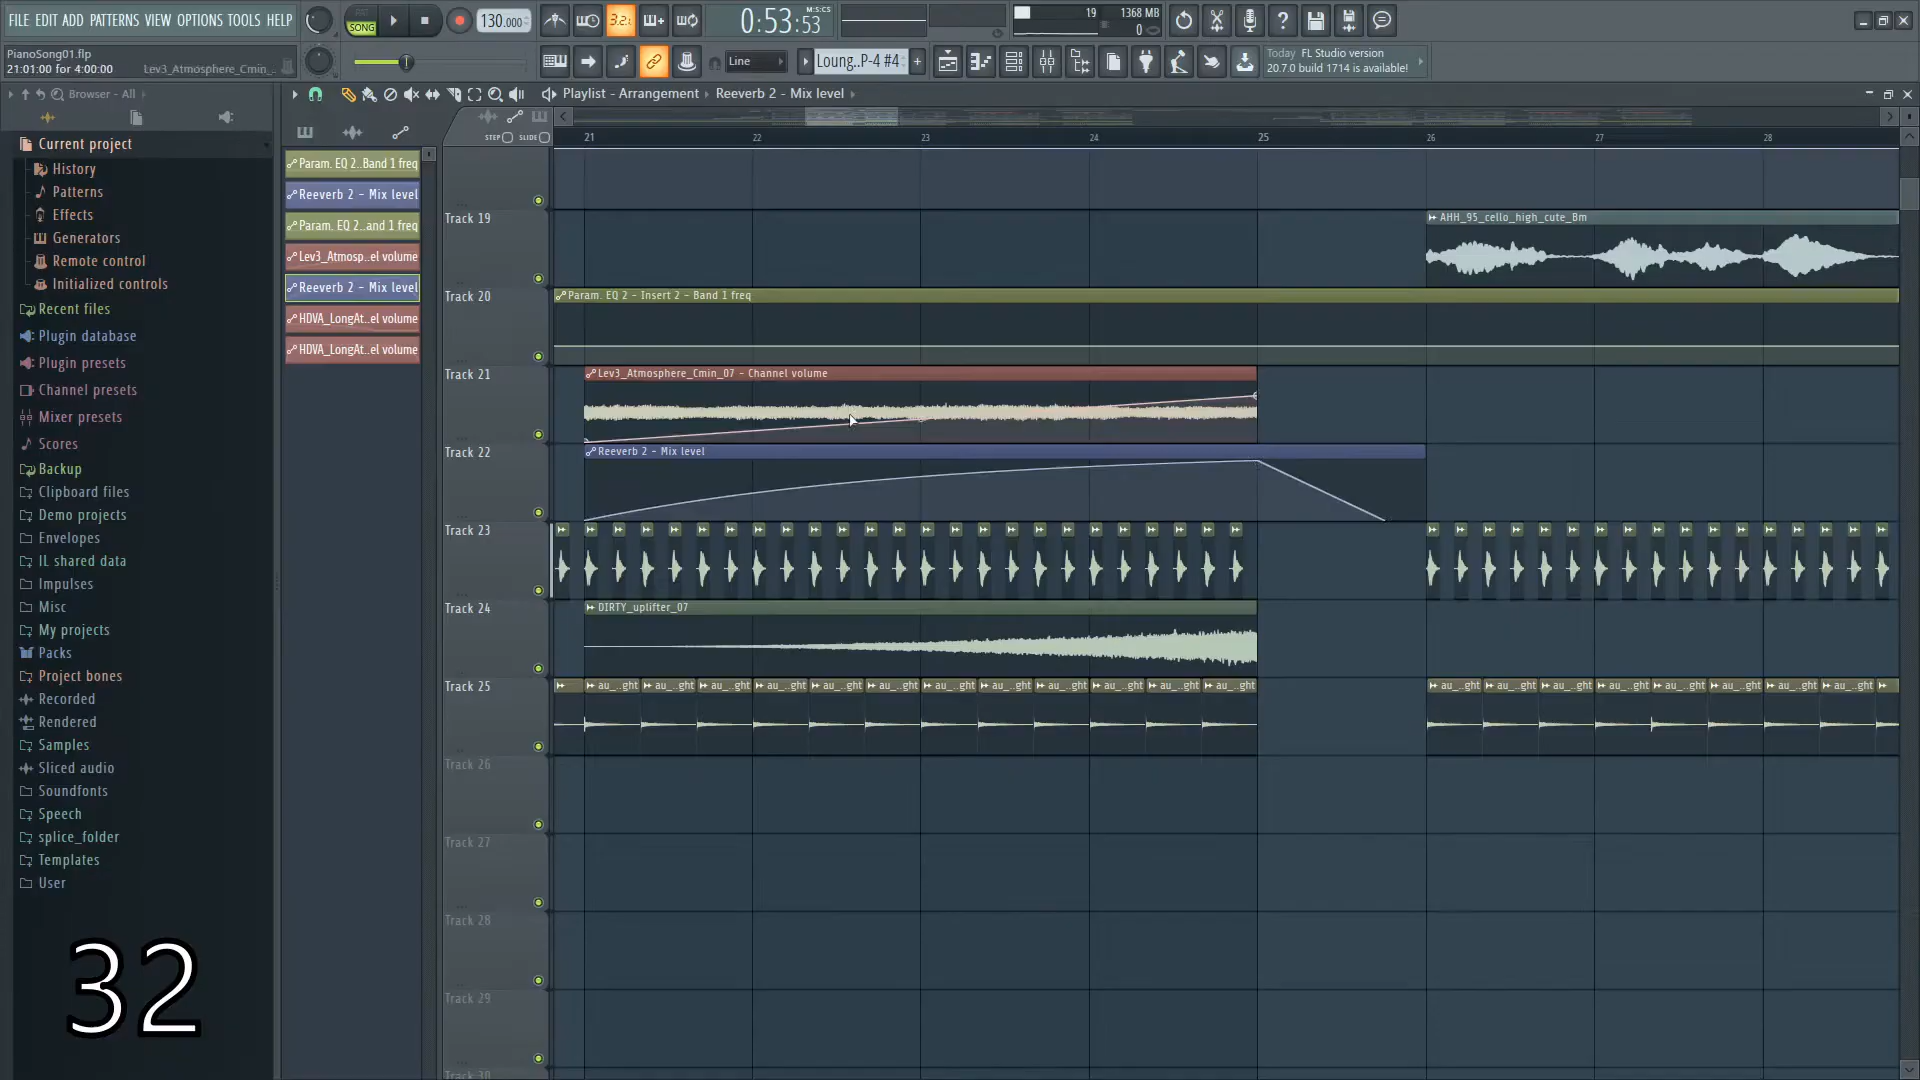 FILE EDIT ADD PATTERNS VIEW OPTIONS TOOLS HELP
PAT
SONG
130.000
3.2.
0:53:53
M:S:CS
19
1368 MB
0
PianoSong01.flp
21:01:00 for 4:00:00
Lev3_Atmosphere_Cmin_..
Line
Loung..P-4 #4
Today FL Studio version
20.7.0 build 1714 is available!
Browser - All
Playlist - Arrangement
Reeverb 2 - Mix level
STEP
SLIDE
21
22
23
24
25
26
27
28
Current project
History
Patterns
Effects
Generators
Remote control
Initialized controls
Recent files
Plugin database
Plugin presets
Channel presets
Mixer presets
Scores
Backup
Clipboard files
Demo projects
Envelopes
IL shared data
Impulses
Misc
My projects
Packs
Project bones
Recorded
Rendered
Samples
Sliced audio
Soundfonts
Speech
splice_folder
Templates
User
32
Param. EQ 2..Band 1 freq
Reeverb 2 - Mix level
Param. EQ 2..and 1 freq
Lev3_Atmosp..el volume
Reeverb 2 - Mix level
HDVA_LongAt..el volume
HDVA_LongAt..el volume
Track 19
AHH_95_cello_high_cute_Bm
Track 20
Param. EQ 2 - Insert 2 - Band 1 freq
Track 21
Lev3_Atmosphere_Cmin_07 - Channel volume
Track 22
Reeverb 2 - Mix level
Track 23
Track 24
DIRTY_uplifter_07
Track 25
au_..ght au_..ght au_..ght au_..ght au_..ght au_..ght au_..ght au_..ght au_..ght au_..ght au_..ght au_..ght au_..ght au_..ght au_..ght au_..ght au_..ght au_..ght au_..ght au_..ght
Track 26
Track 27
Track 28
Track 29
Track 30